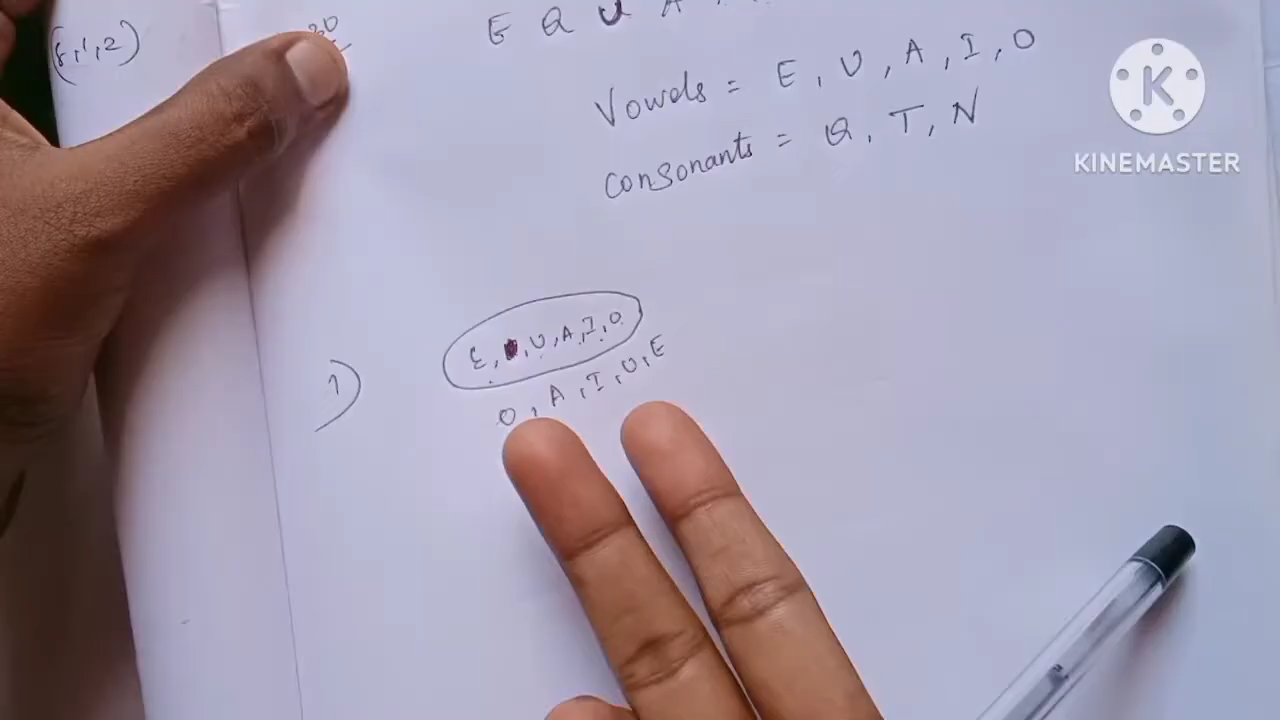 E Q U A
Vowels = E, U, A, I, O
consonants = Q, T, N
KINEMASTER
1)
E, U, A, I, O
O, A, I, U, E